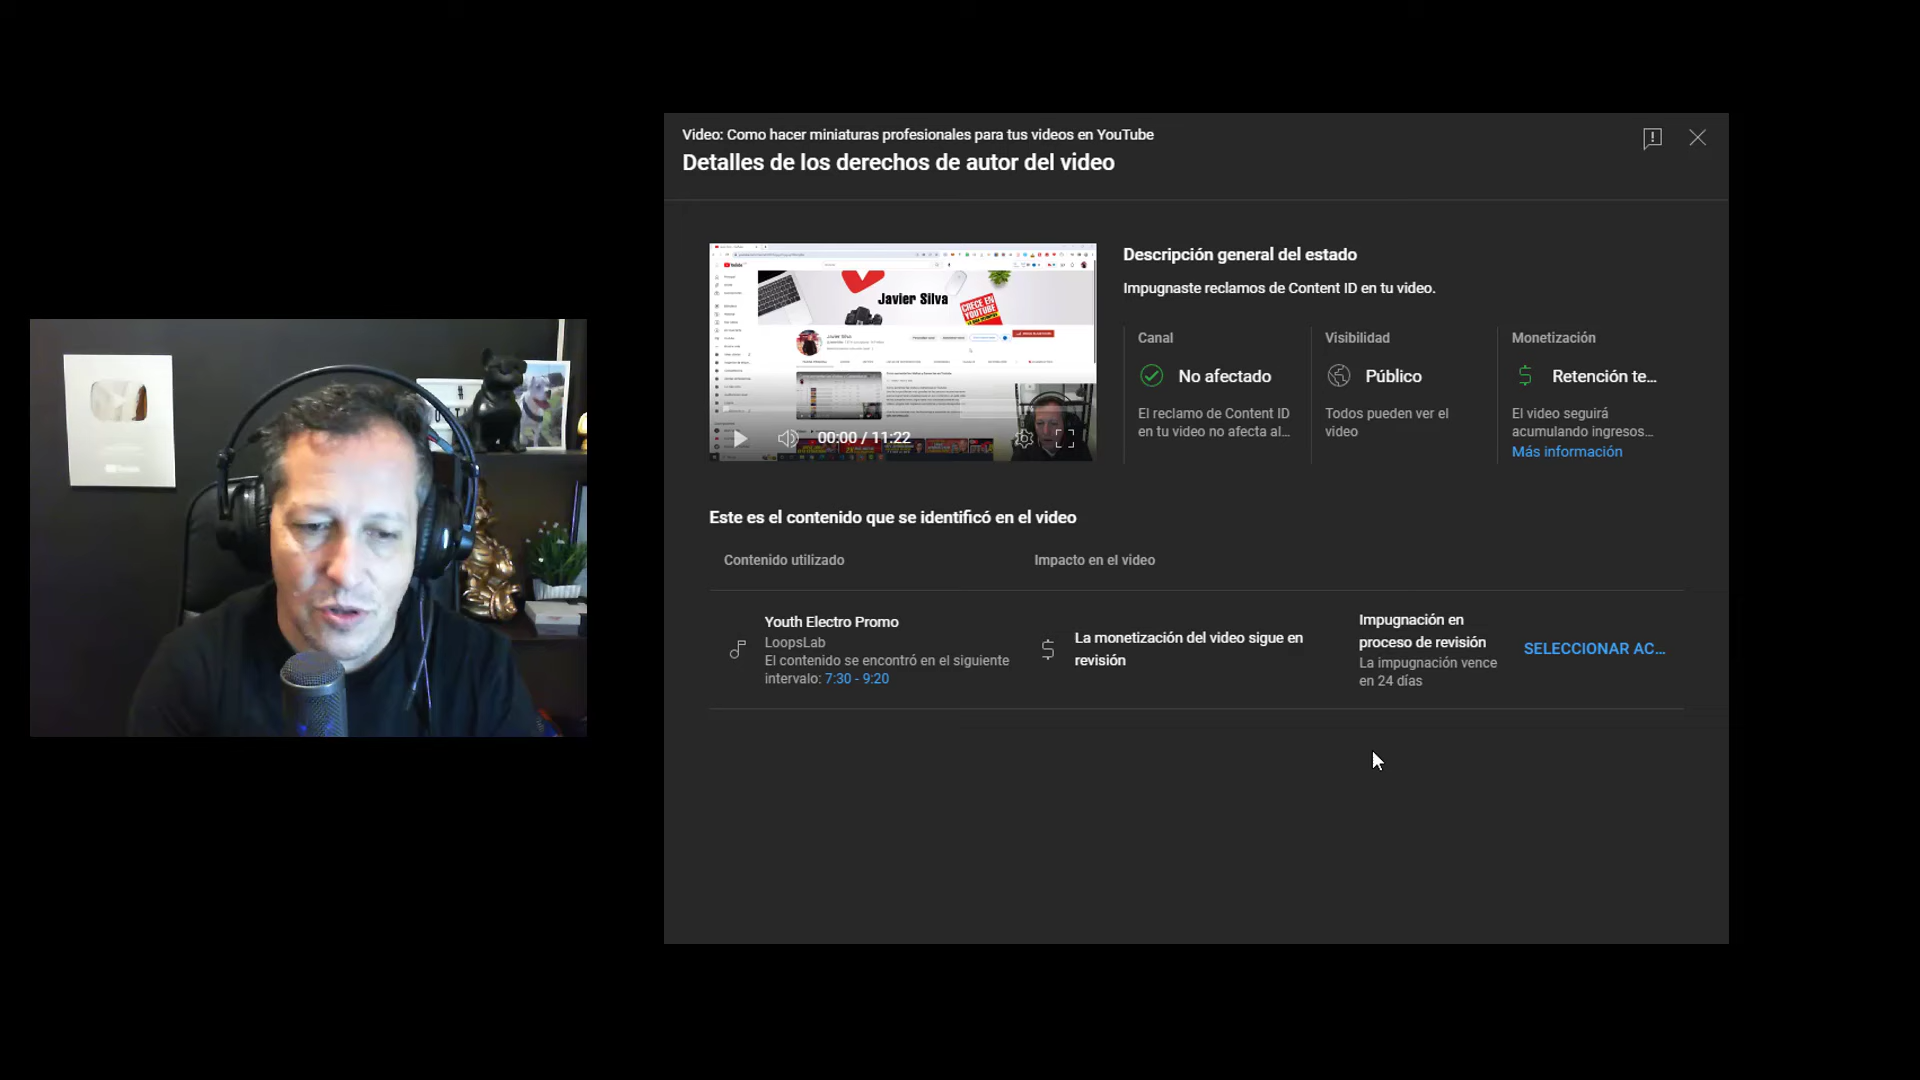 Video: Como hacer miniaturas profesionales para tus videos en YouTube
Detalles de los derechos de autor del video
Javier Silva
CRECE EN
YOUTUBE
00:00 / 11:22
Descripción general del estado
Impugnaste reclamos de Content ID en tu video.
Canal
No afectado
El reclamo de Content ID
en tu video no afecta al...
Visibilidad
Público
Todos pueden ver el
video
Monetización
Retención te...
El video seguirá
acumulando ingresos...
Más información
Este es el contenido que se identificó en el video
Contenido utilizado
Impacto en el video
Youth Electro Promo
LoopsLab
El contenido se encontró en el siguiente
intervalo: 7:30 - 9:20
La monetización del video sigue en
revisión
Impugnación en
proceso de revisión
La impugnación vence
en 24 días
SELECCIONAR AC...